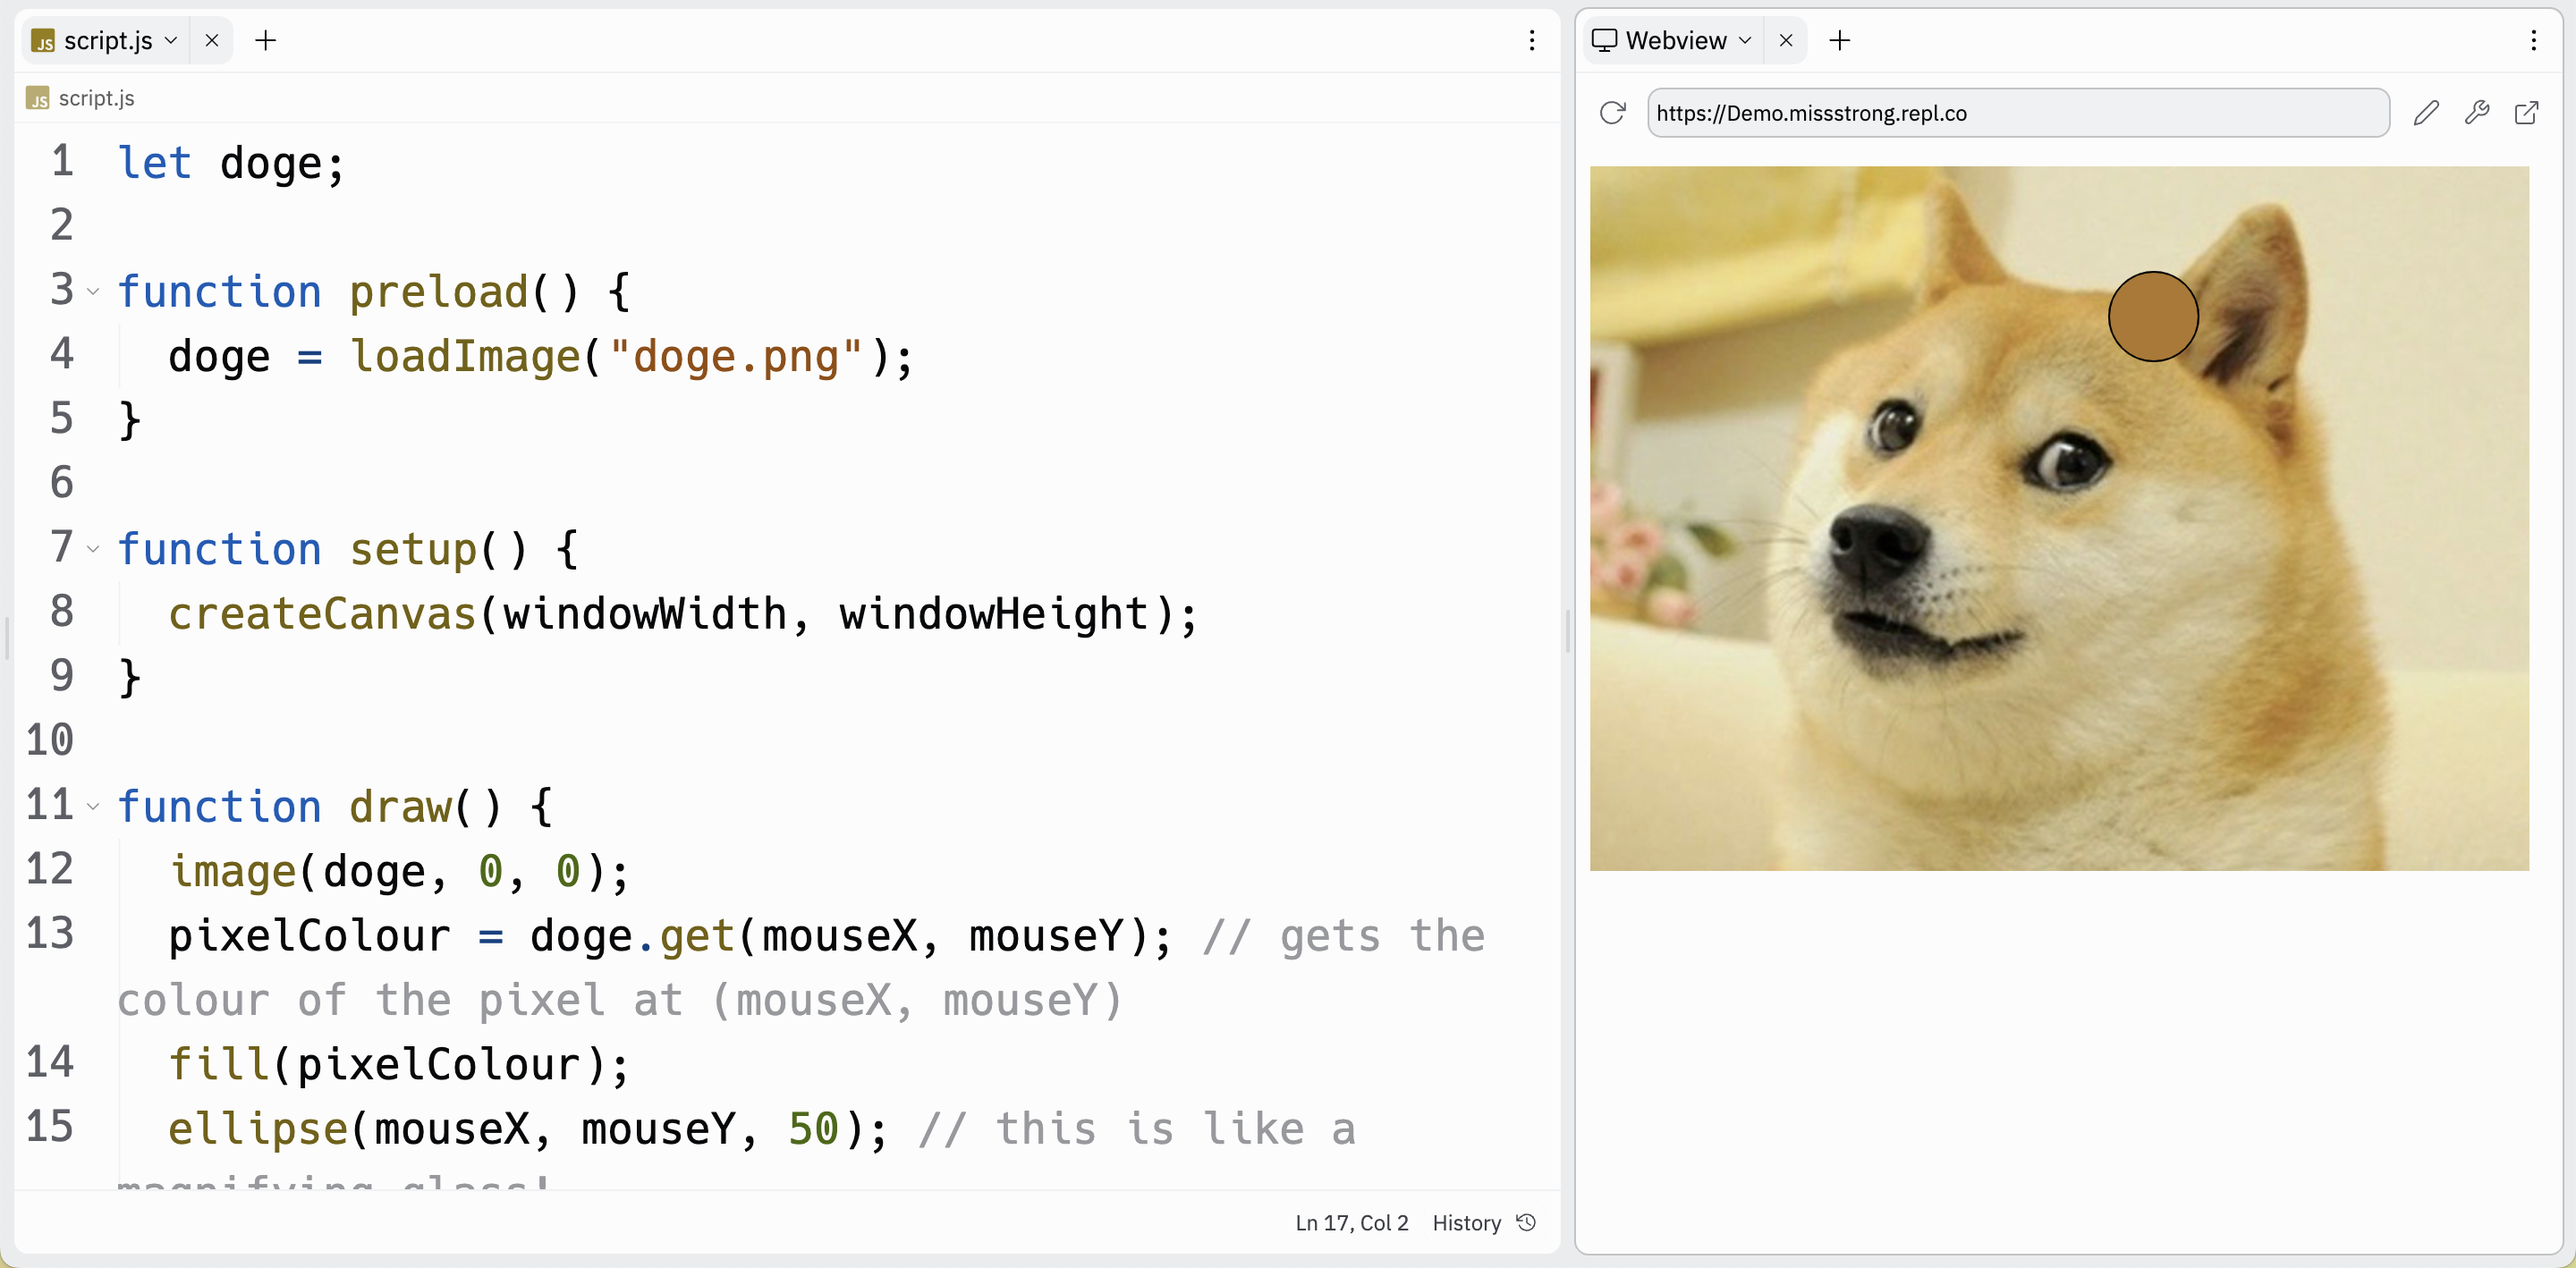 JS script.js
JS script.js
1 let doge;
2
3 function preload() {
4 doge = loadImage("doge.png");
5 }
6
7 function setup() {
8 createCanvas(windowWidth, windowHeight);
9 }
10
11 function draw() {
12 image(doge, 0, 0);
13 pixelColour = doge.get(mouseX, mouseY); // gets the
colour of the pixel at (mouseX, mouseY)
14 fill(pixelColour);
15 ellipse(mouseX, mouseY, 50); // this is like a
magnifying glass!
Ln 17, Col 2 History
Webview
https://Demo.missstrong.repl.co